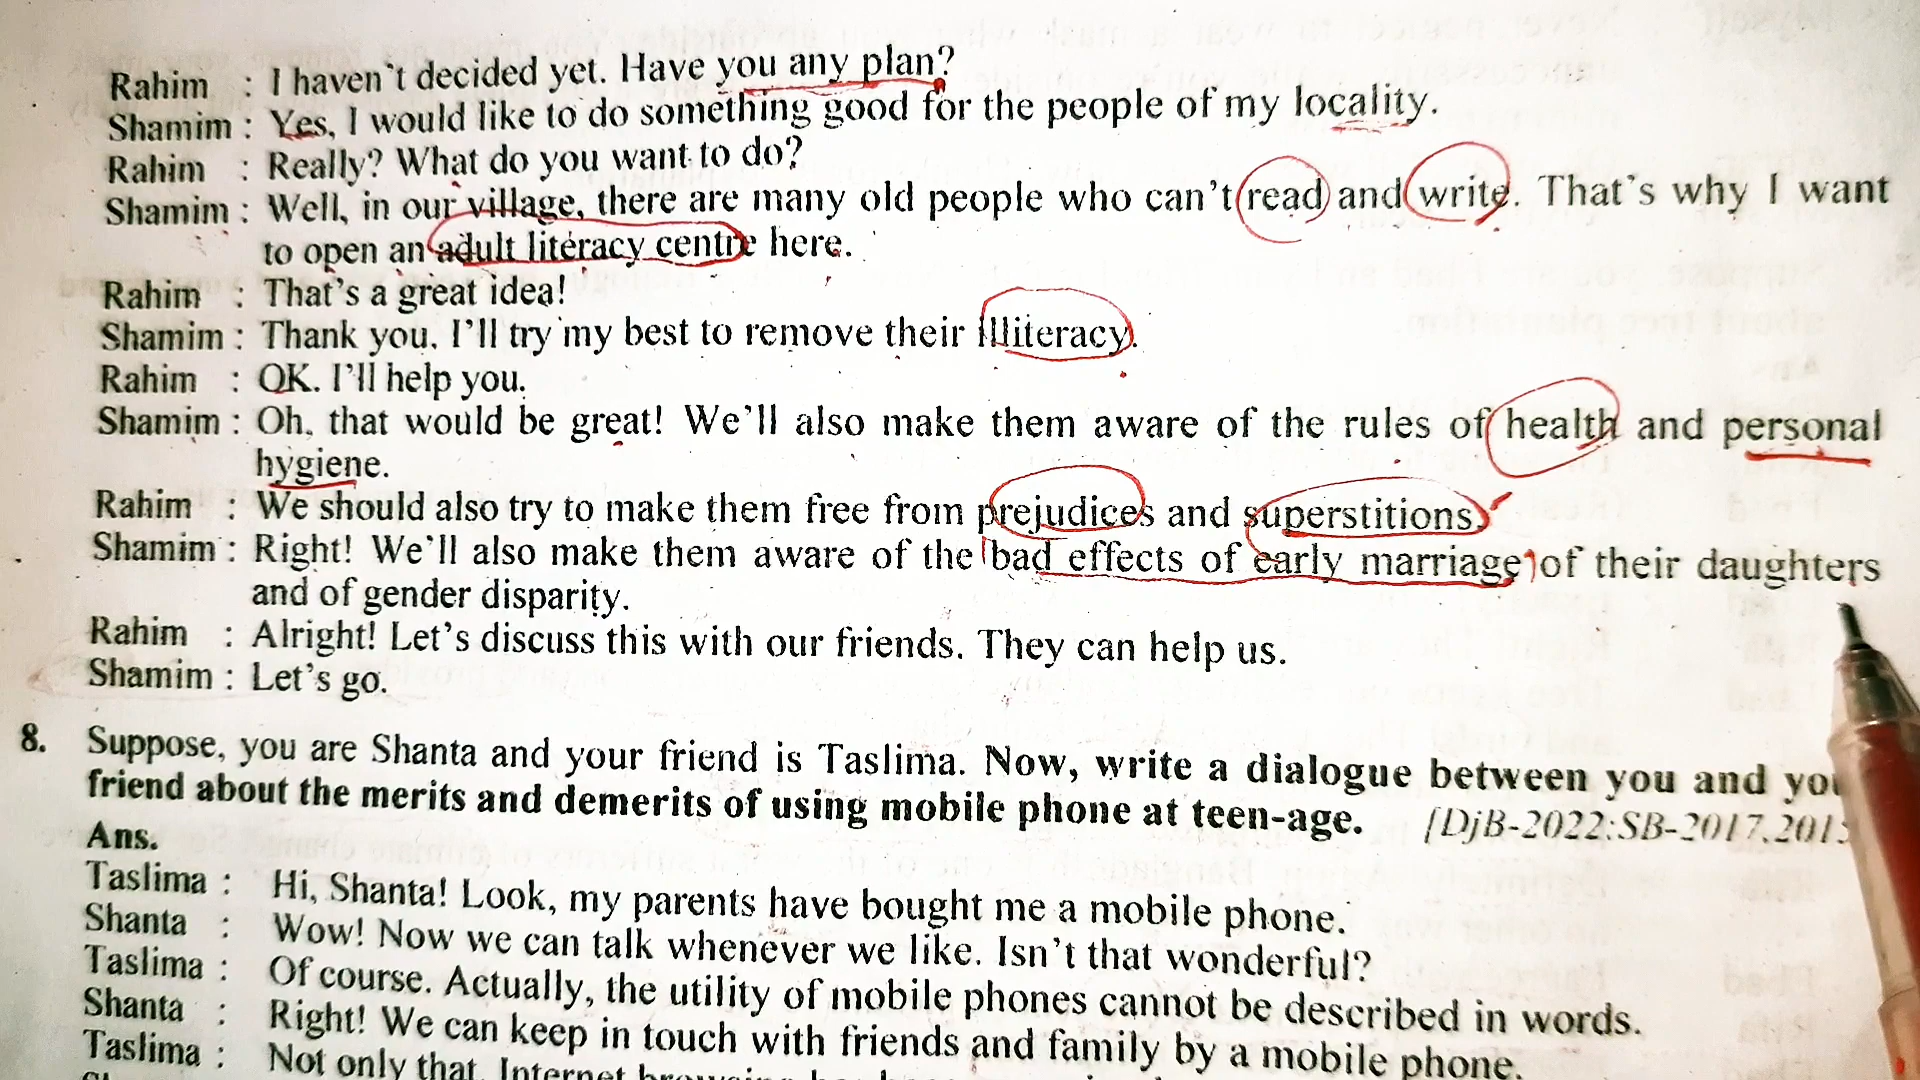 Rahim : I haven't decided yet. Have you any plan?
Shamim : Yes, I would like to do something good for the people of my locality.
Rahim : Really? What do you want to do?
Shamim : Well, in our village, there are many old people who can't read and write. That's why I want
to open an adult literacy centre here.
Rahim : That's a great idea!
Shamim : Thank you. I'll try my best to remove their illiteracy.
Rahim : OK. I'll help you.
Shamim : Oh, that would be great! We'll also make them aware of the rules of health and personal
hygiene.
Rahim : We should also try to make them free from prejudices and superstitions.
Shamim : Right! We'll also make them aware of the bad effects of early marriage of their daughters
and of gender disparity.
Rahim : Alright! Let's discuss this with our friends. They can help us.
Shamim : Let's go.
8. Suppose, you are Shanta and your friend is Taslima. Now, write a dialogue between you and
friend about the merits and demerits of using mobile phone at teen-age. [DjB-2022:SB-2017,
Ans.
Taslima : Hi, Shanta! Look, my parents have bought me a mobile phone.
Shanta : Wow! Now we can talk whenever we like. Isn't that wonderful?
Taslima : Of course. Actually, the utility of mobile phones cannot be described in words.
Shanta : Right! We can keep in touch with friends and family by a mobile phone.
Taslima : Not only that. Internet